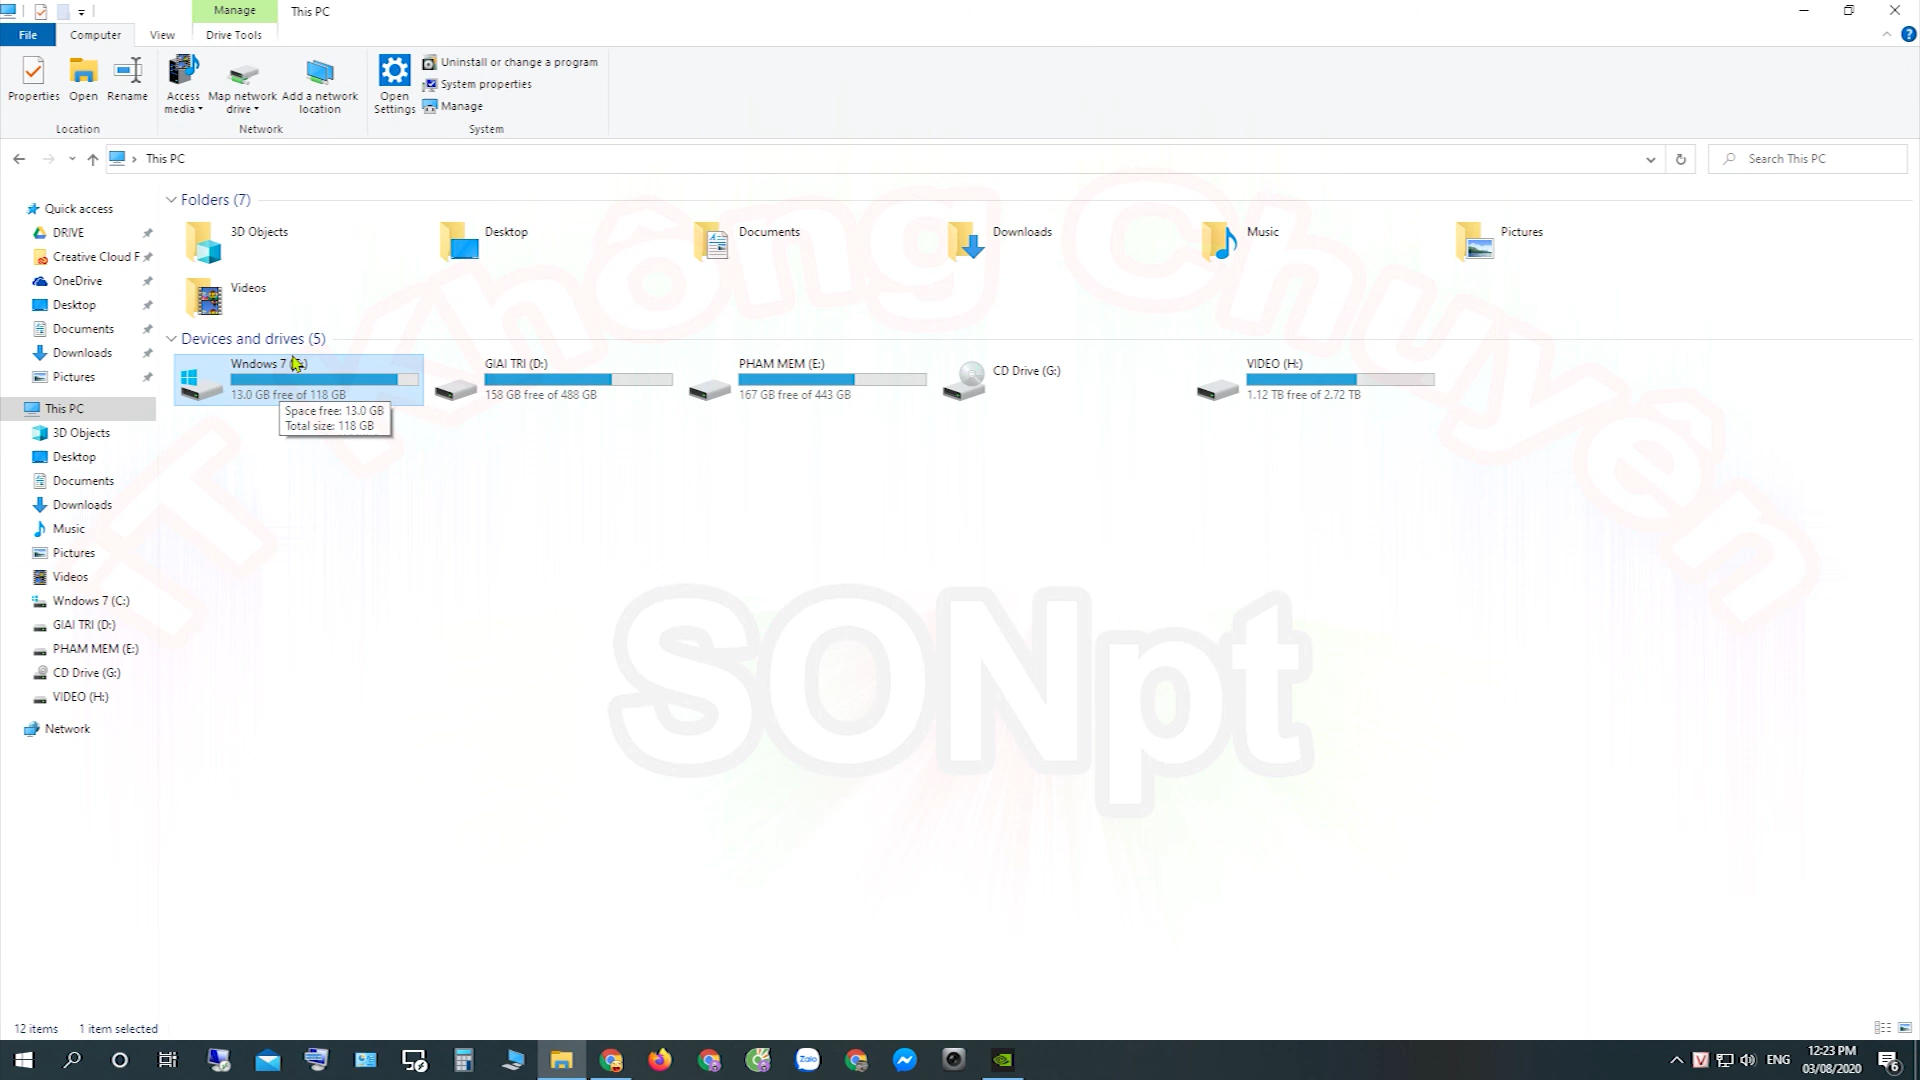 Manage
This PC
File
Computer
View
Drive Tools
Properties
Open
Rename
Access media
Map network drive
Add a network location
Open Settings
Uninstall or change a program
System properties
Manage
Location
Network
System
This PC
Search This PC
Quick access
DRIVE
Creative Cloud F
OneDrive
Desktop
Documents
Downloads
Pictures
This PC
3D Objects
Desktop
Documents
Downloads
Music
Pictures
Videos
Wndows 7 (C:)
GIAI TRI (D:)
PHAM MEM (E:)
CD Drive (G:)
VIDEO (H:)
Network
Folders (7)
3D Objects
Desktop
Documents
Downloads
Music
Pictures
Videos
Devices and drives (5)
Wndows 7
13.0 GB free of 118 GB
Space free: 13.0 GB
Total size: 118 GB
GIAI TRI (D:)
158 GB free of 488 GB
PHAM MEM (E:)
167 GB free of 443 GB
CD Drive (G:)
VIDEO (H:)
1.12 TB free of 2.72 TB
IT Không Chuyên
SONpt
12 items
1 item selected
Zalo
V
ENG
12:23 PM
03/08/2020
6